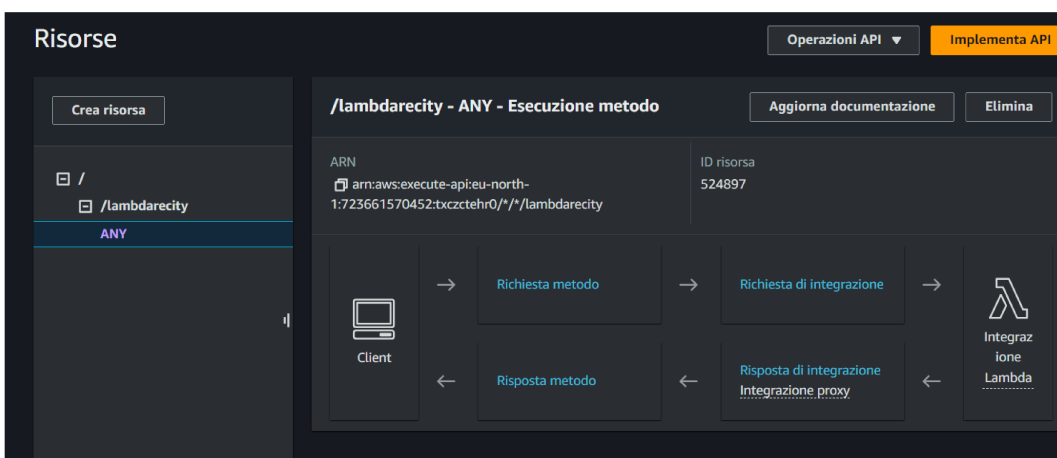 Risorse
Operazioni API
Implementa API
Crea risorsa
/
/lambdarecity
ANY
/lambdarecity - ANY - Esecuzione metodo
Aggiorna documentazione
Elimina
ARN
arn:aws:execute-api:eu-north-
1:723661570452:txczctehr0/*/*/lambdarecity
ID risorsa
524897
Client
Richiesta metodo
Richiesta di integrazione
Risposta metodo
Risposta di integrazione
Integrazione proxy
Integraz
ione
Lambda